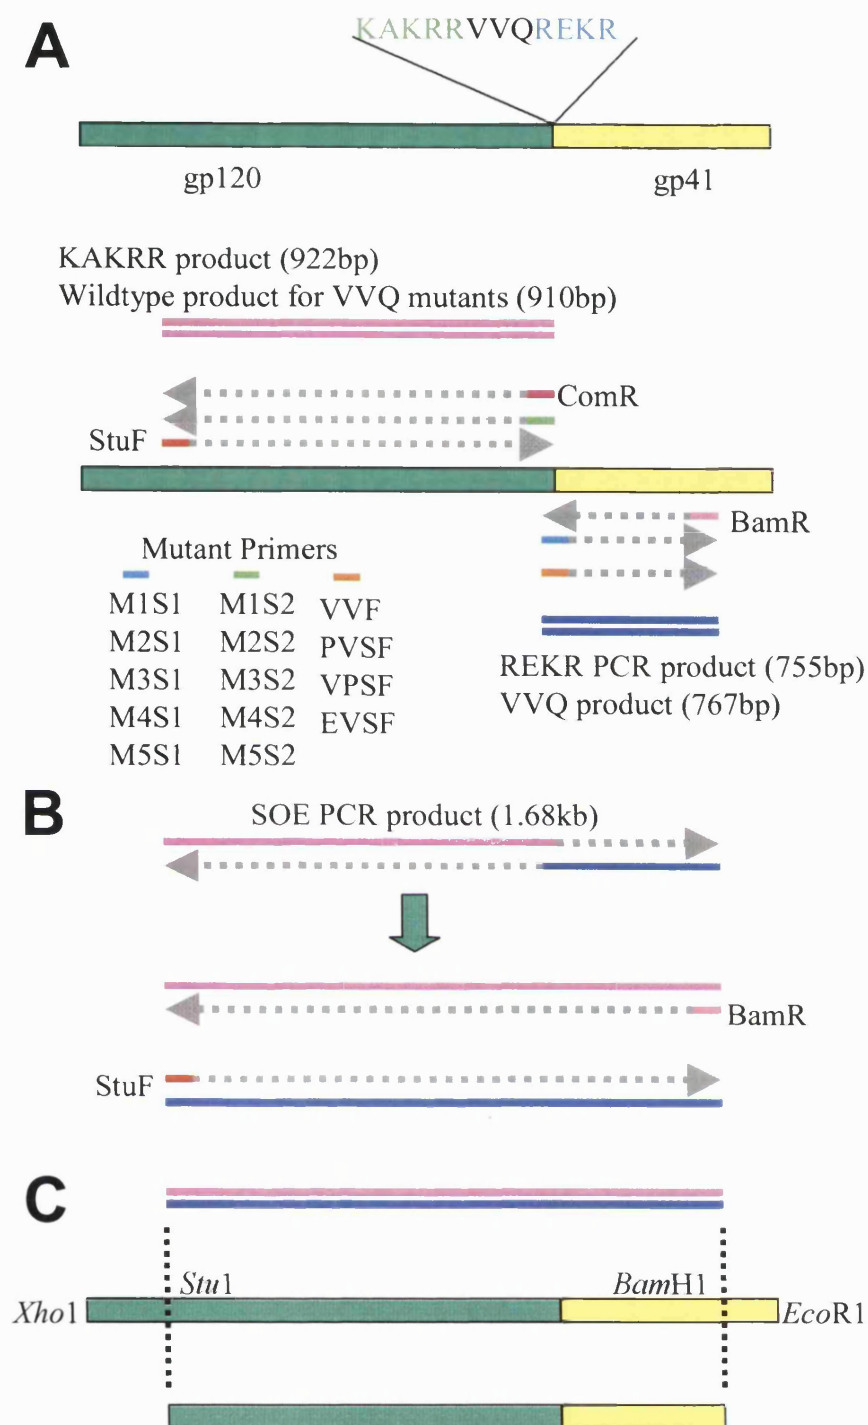 A
KAKRRVVQREKR
gp120
gp41
KAKRR product (922bp)
Wildtype product for VVQ mutants (910bp)
ComR
StuF
BamR
Mutant Primers
M1S1 M1S2 VVF
M2S1 M2S2 PVSF
M3S1 M3S2 VPSF
M4S1 M4S2 EVSF
M5S1 M5S2
REKR PCR product (755bp)
VVQ product (767bp)
B
SOE PCR product (1.68kb)
BamR
StuF
C
Stu1
BamH1
Xho1
EcoR1